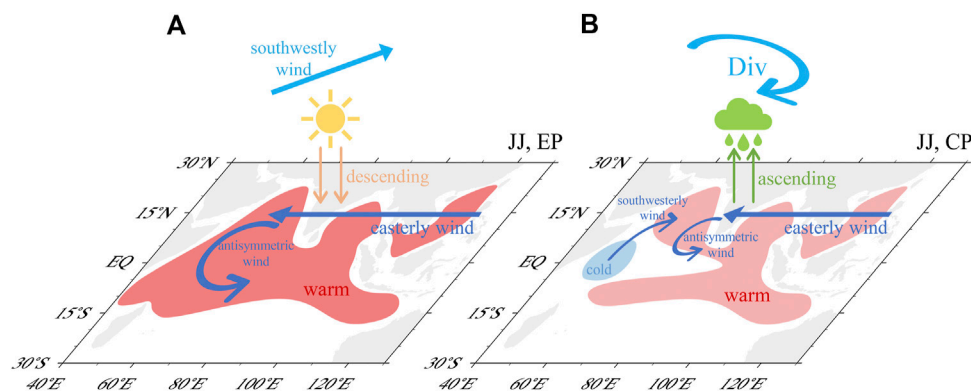 A
southwestly
wind
JJ, EP
30°N
descending
15°N
easterly wind
antisymmetric
wind
EQ
warm
15°S
30°S
40°E
60°E
80°E
100°E
120°E
B
Div
JJ, CP
30°N
ascending
southwesterly
wind
15°N
easterly wind
antisymmetric
wind
EQ
cold
warm
15°S
30°S
40°E
60°E
80°E
100°E
120°E